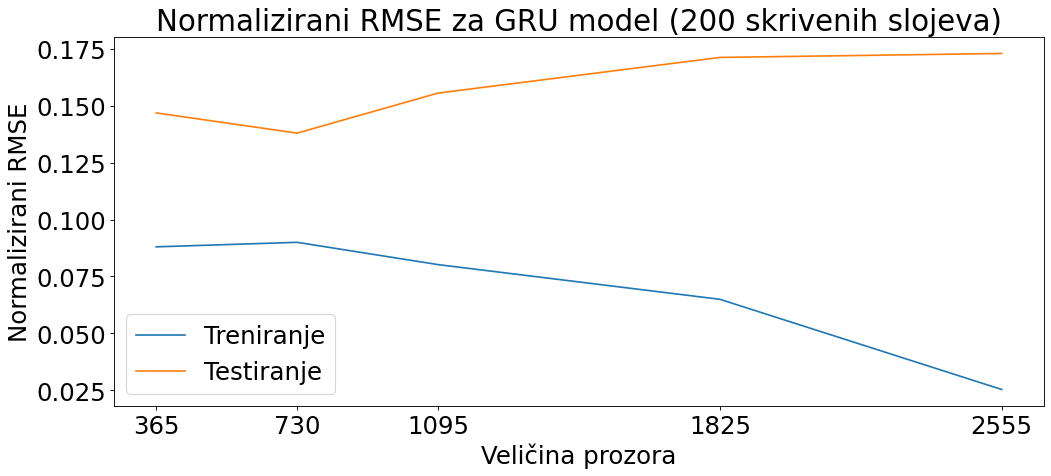 Normalizirani RMSE za GRU model (200 skrivenih slojeva)
Normalizirani RMSE
0.175
0.150
0.125
0.100
0.075
0.050
0.025
Treniranje
Testiranje
365 730 1095 1825 2555
Veličina prozora